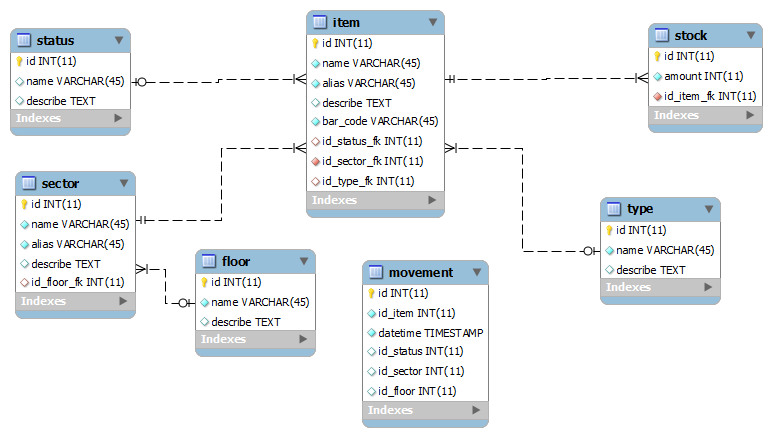 status
id INT(11)
name VARCHAR(45)
describe TEXT
Indexes
item
id INT(11)
name VARCHAR(45)
alias VARCHAR(45)
describe TEXT
bar_code VARCHAR(45)
id_status_fk INT(11)
id_sector_fk INT(11)
id_type_fk INT(11)
Indexes
stock
id INT(11)
amount INT(11)
id_item_fk INT(11)
Indexes
sector
id INT(11)
name VARCHAR(45)
alias VARCHAR(45)
describe TEXT
id_floor_fk INT(11)
Indexes
floor
id INT(11)
name VARCHAR(45)
describe TEXT
Indexes
movement
id INT(11)
id_item INT(11)
datetime TIMESTAMP
id_status INT(11)
id_sector INT(11)
id_floor INT(11)
Indexes
type
id INT(11)
name VARCHAR(45)
describe TEXT
Indexes